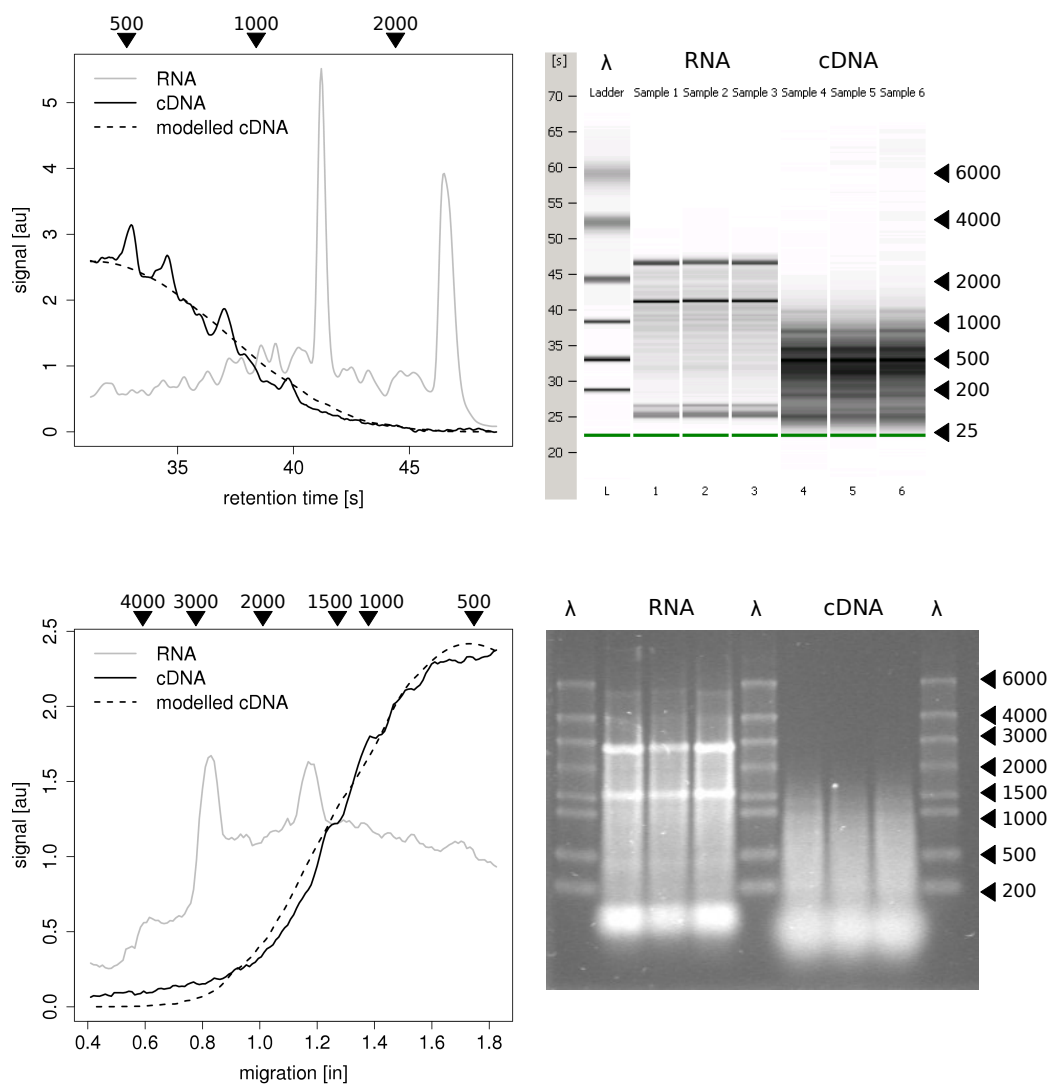 500 1000 2000
RNA
cDNA
modelled cDNA
signal [au]
5
4
3
2
1
0
35 40 45
retention time [s]
[s] λ RNA cDNA
Ladder Sample 1 Sample 2 Sample 3 Sample 4 Sample 5 Sample 6
70
65
60
55
50
45
40
35
30
25
20
6000
4000
2000
1000
500
200
25
L 1 2 3 4 5 6
4000 3000 2000 1500 1000 500
RNA
cDNA
modelled cDNA
signal [au]
2.5
2.0
1.5
1.0
0.5
0.0
0.4 0.6 0.8 1.0 1.2 1.4 1.6 1.8
migration [in]
λ RNA λ cDNA λ
6000
4000
3000
2000
1500
1000
500
200